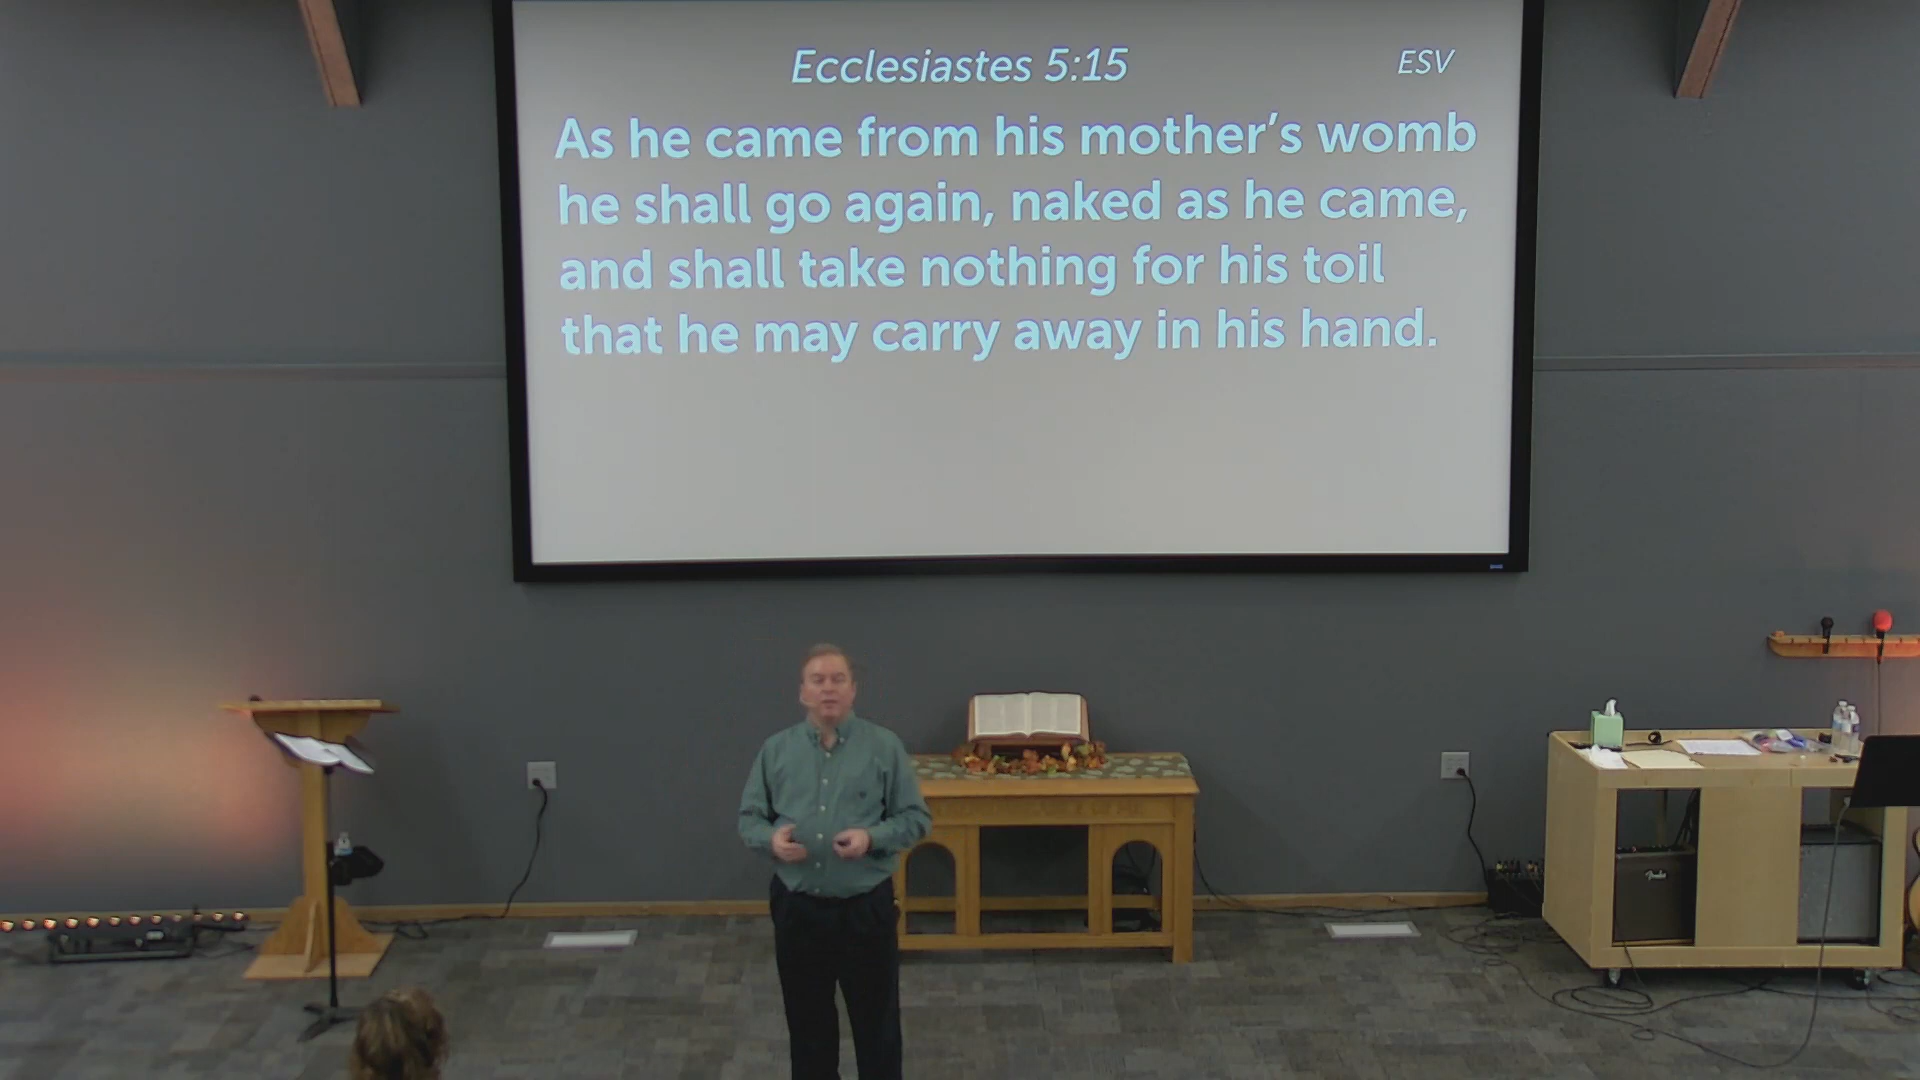 Ecclesiastes 5:15
ESV
As he came from his mother’s womb
he shall go again, naked as he came,
and shall take nothing for his toil
that he may carry away in his hand.
Fender